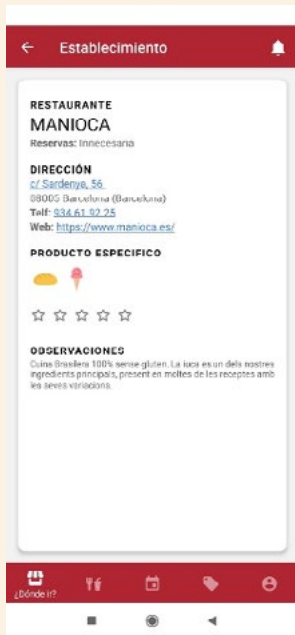 Establecimiento
RESTAURANTE
MANIOCA
Reservas: Innecesaria
DIRECCIÓN
c/ Sardenya, 56
08005 Barcelona (Barcelona)
Telf: 934 61 92 25
Web: https://www.manioca.es/
PRODUCTO ESPECIFICO
OBSERVACIONES
Cuina Brasilera 100% sense gluten. La iuca es un dels nostres
ingredients principals, present en moltes de les receptes amb
les seves variacions.
¿Dónde ir?